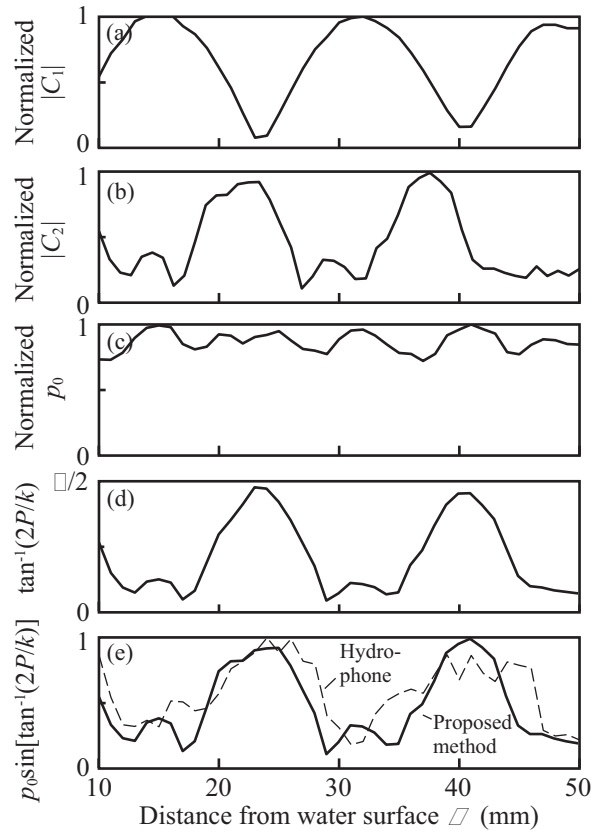 Normalized |C₁|
1
0
(a)
Normalized |C₂|
1
0
(b)
Normalized p₀
1
0
(c)
tan⁻¹(2P/k)
/2
0
(d)
p₀sin[tan⁻¹(2P/k)]
1
0
(e)
Hydro-
phone
Proposed
method
10 20 30 40 50
Distance from water surface (mm)